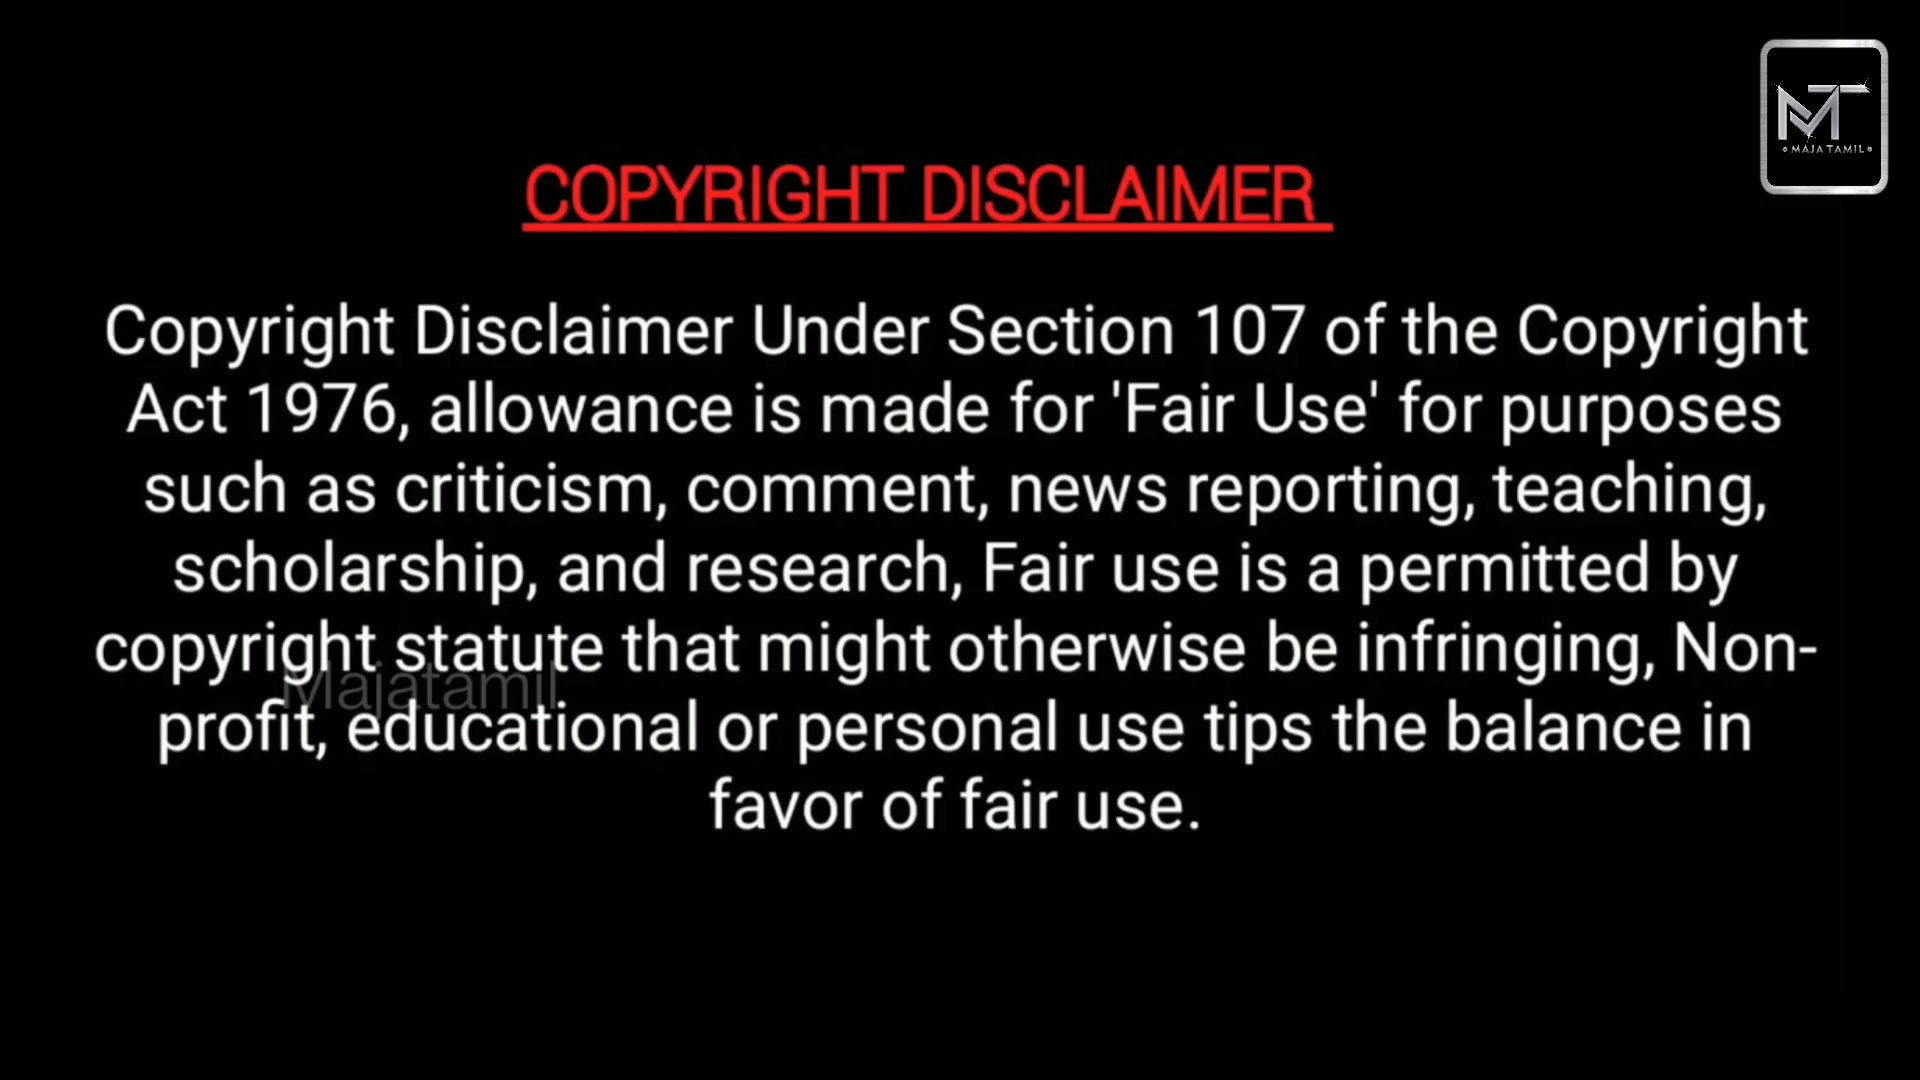 MT
• MAJA TAMIL •
COPYRIGHT DISCLAIMER
Copyright Disclaimer Under Section 107 of the Copyright
Act 1976, allowance is made for 'Fair Use' for purposes
such as criticism, comment, news reporting, teaching,
scholarship, and research, Fair use is a permitted by
copyright statute that might otherwise be infringing, Non-
Majatamil
profit, educational or personal use tips the balance in
favor of fair use.